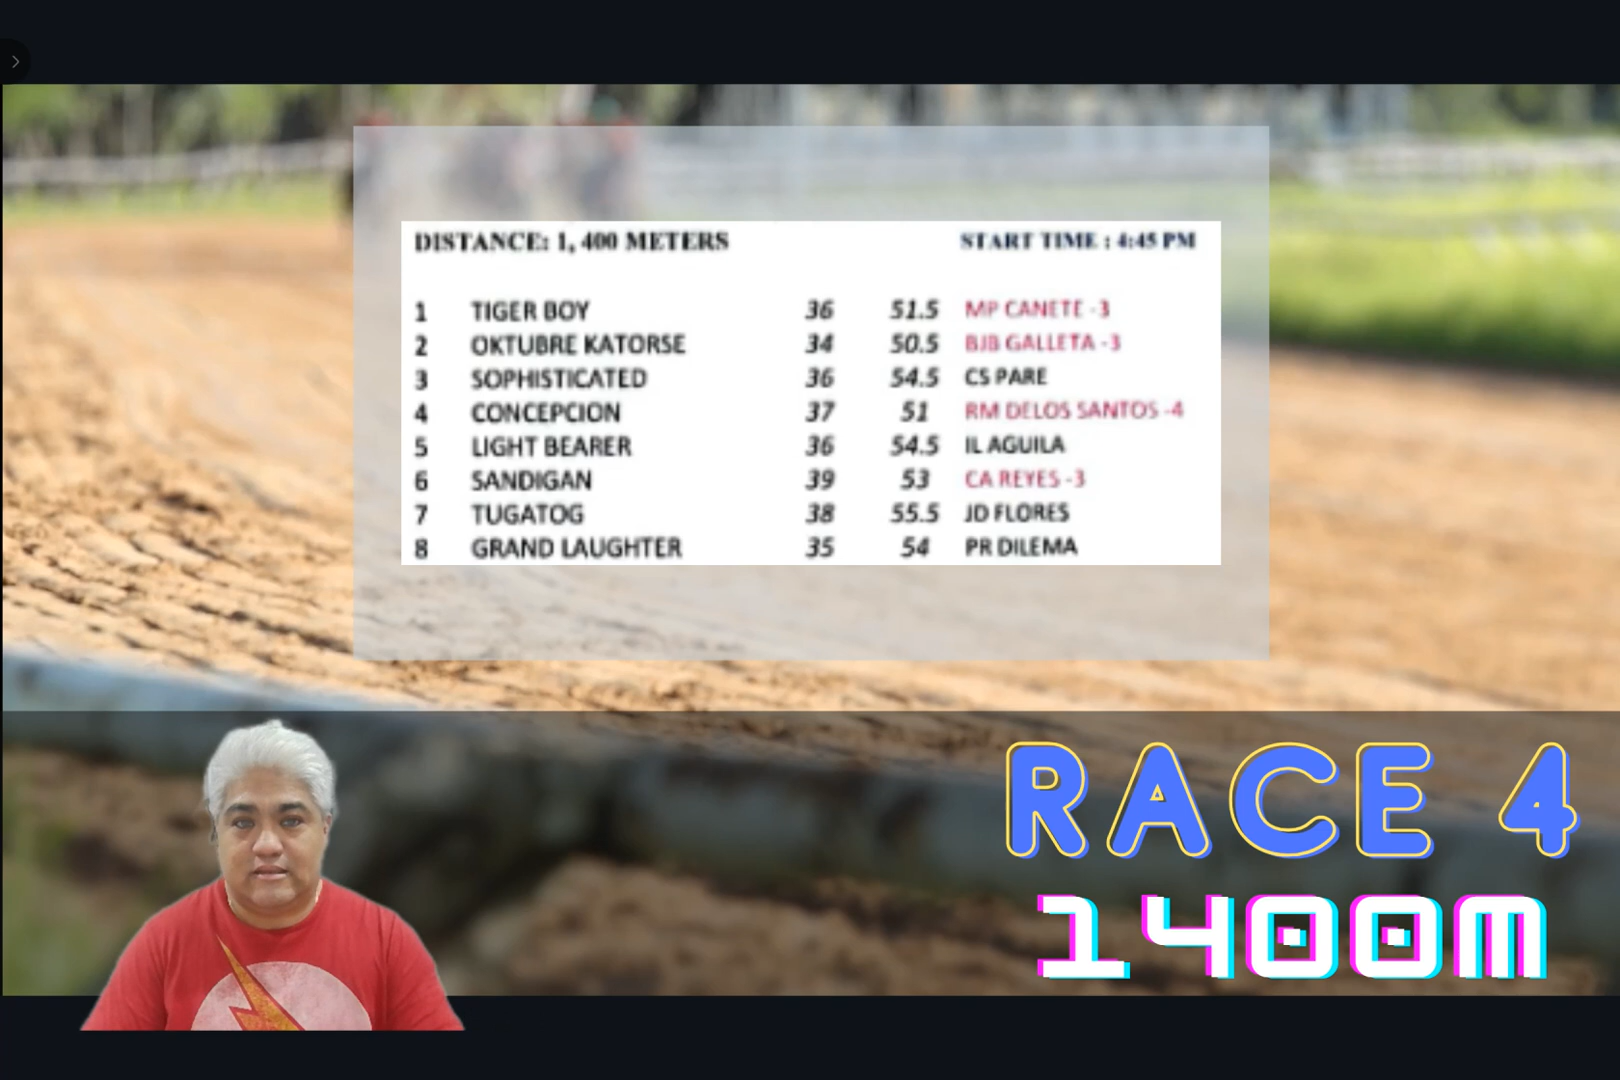 DISTANCE: 1, 400 METERS START TIME : 4:45 PM
1 TIGER BOY 36 51.5 MP CANETE -3
2 OKTUBRE KATORSE 34 50.5 BJB GALLETA -3
3 SOPHISTICATED 36 54.5 CS PARE
4 CONCEPCION 37 51 RM DELOS SANTOS -4
5 LIGHT BEARER 36 54.5 IL AGUILA
6 SANDIGAN 39 53 CA REYES -3
7 TUGATOG 38 55.5 JD FLORES
8 GRAND LAUGHTER 35 54 PR DILEMA
RACE 4
1400M